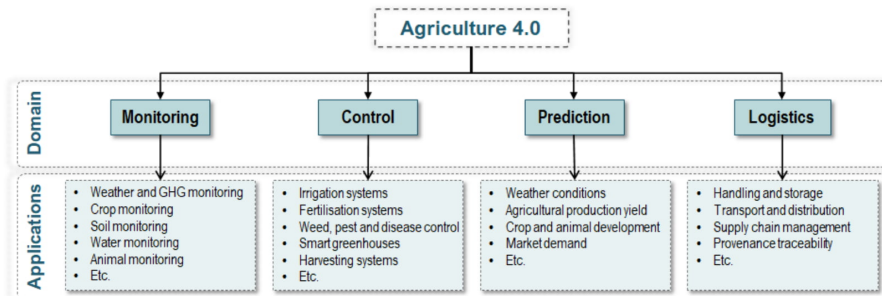 Agriculture 4.0
Domain
Monitoring
Control
Prediction
Logistics
Applications
• Weather and GHG monitoring
• Crop monitoring
• Soil monitoring
• Water monitoring
• Animal monitoring
• Etc.
• Irrigation systems
• Fertilisation systems
• Weed, pest and disease control
• Smart greenhouses
• Harvesting systems
• Etc.
• Weather conditions
• Agricultural production yield
• Crop and animal development
• Market demand
• Etc.
• Handling and storage
• Transport and distribution
• Supply chain management
• Provenance traceability
• Etc.